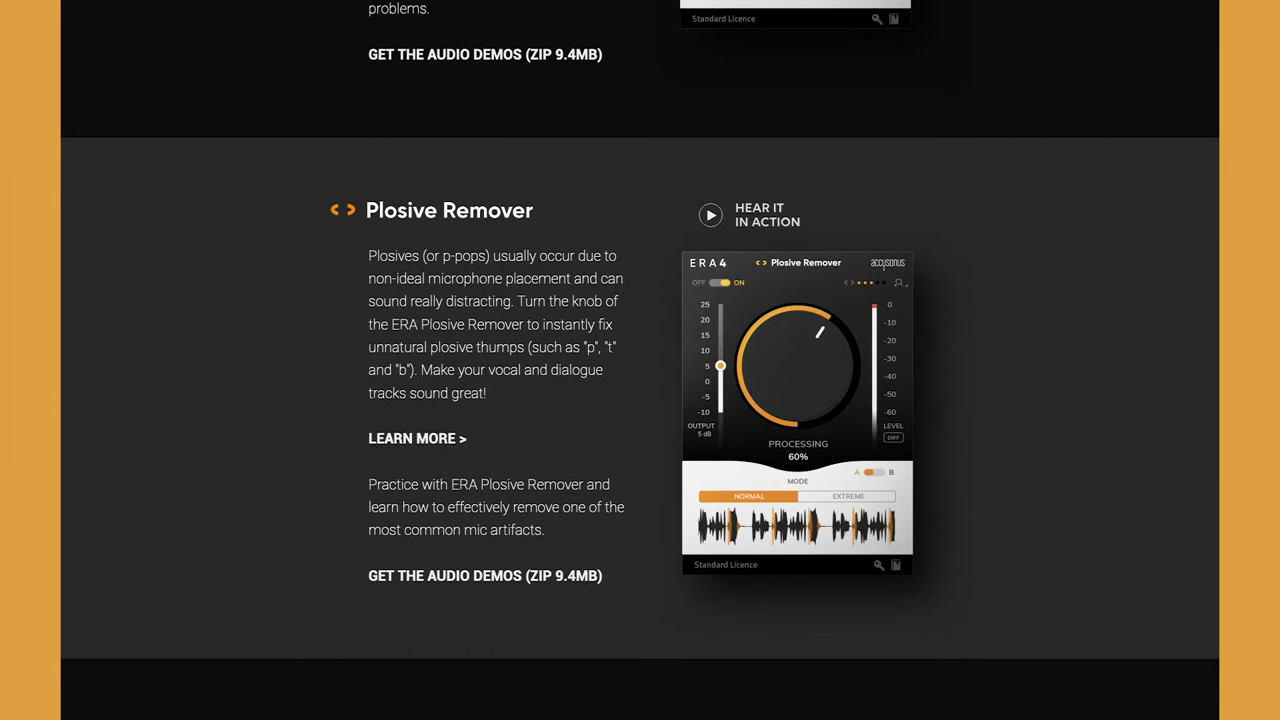 problems.
GET THE AUDIO DEMOS (ZIP 9.4MB)
Standard Licence
Plosive Remover
Plosives (or p-pops) usually occur due to
non-ideal microphone placement and can
sound really distracting. Turn the knob of
the ERA Plosive Remover to instantly fix
unnatural plosive thumps (such as "p", "t"
and "b"). Make your vocal and dialogue
tracks sound great!
LEARN MORE >
Practice with ERA Plosive Remover and
learn how to effectively remove one of the
most common mic artifacts.
GET THE AUDIO DEMOS (ZIP 9.4MB)
HEAR IT
IN ACTION
ERA4
Plosive Remover
accusonus
OFF ON
25
20
15
10
5
0
-5
-10
OUTPUT
5 dB
0
-10
-20
-30
-40
-50
-60
LEVEL
DIFF
PROCESSING
60%
A B
MODE
NORMAL EXTREME
Standard Licence